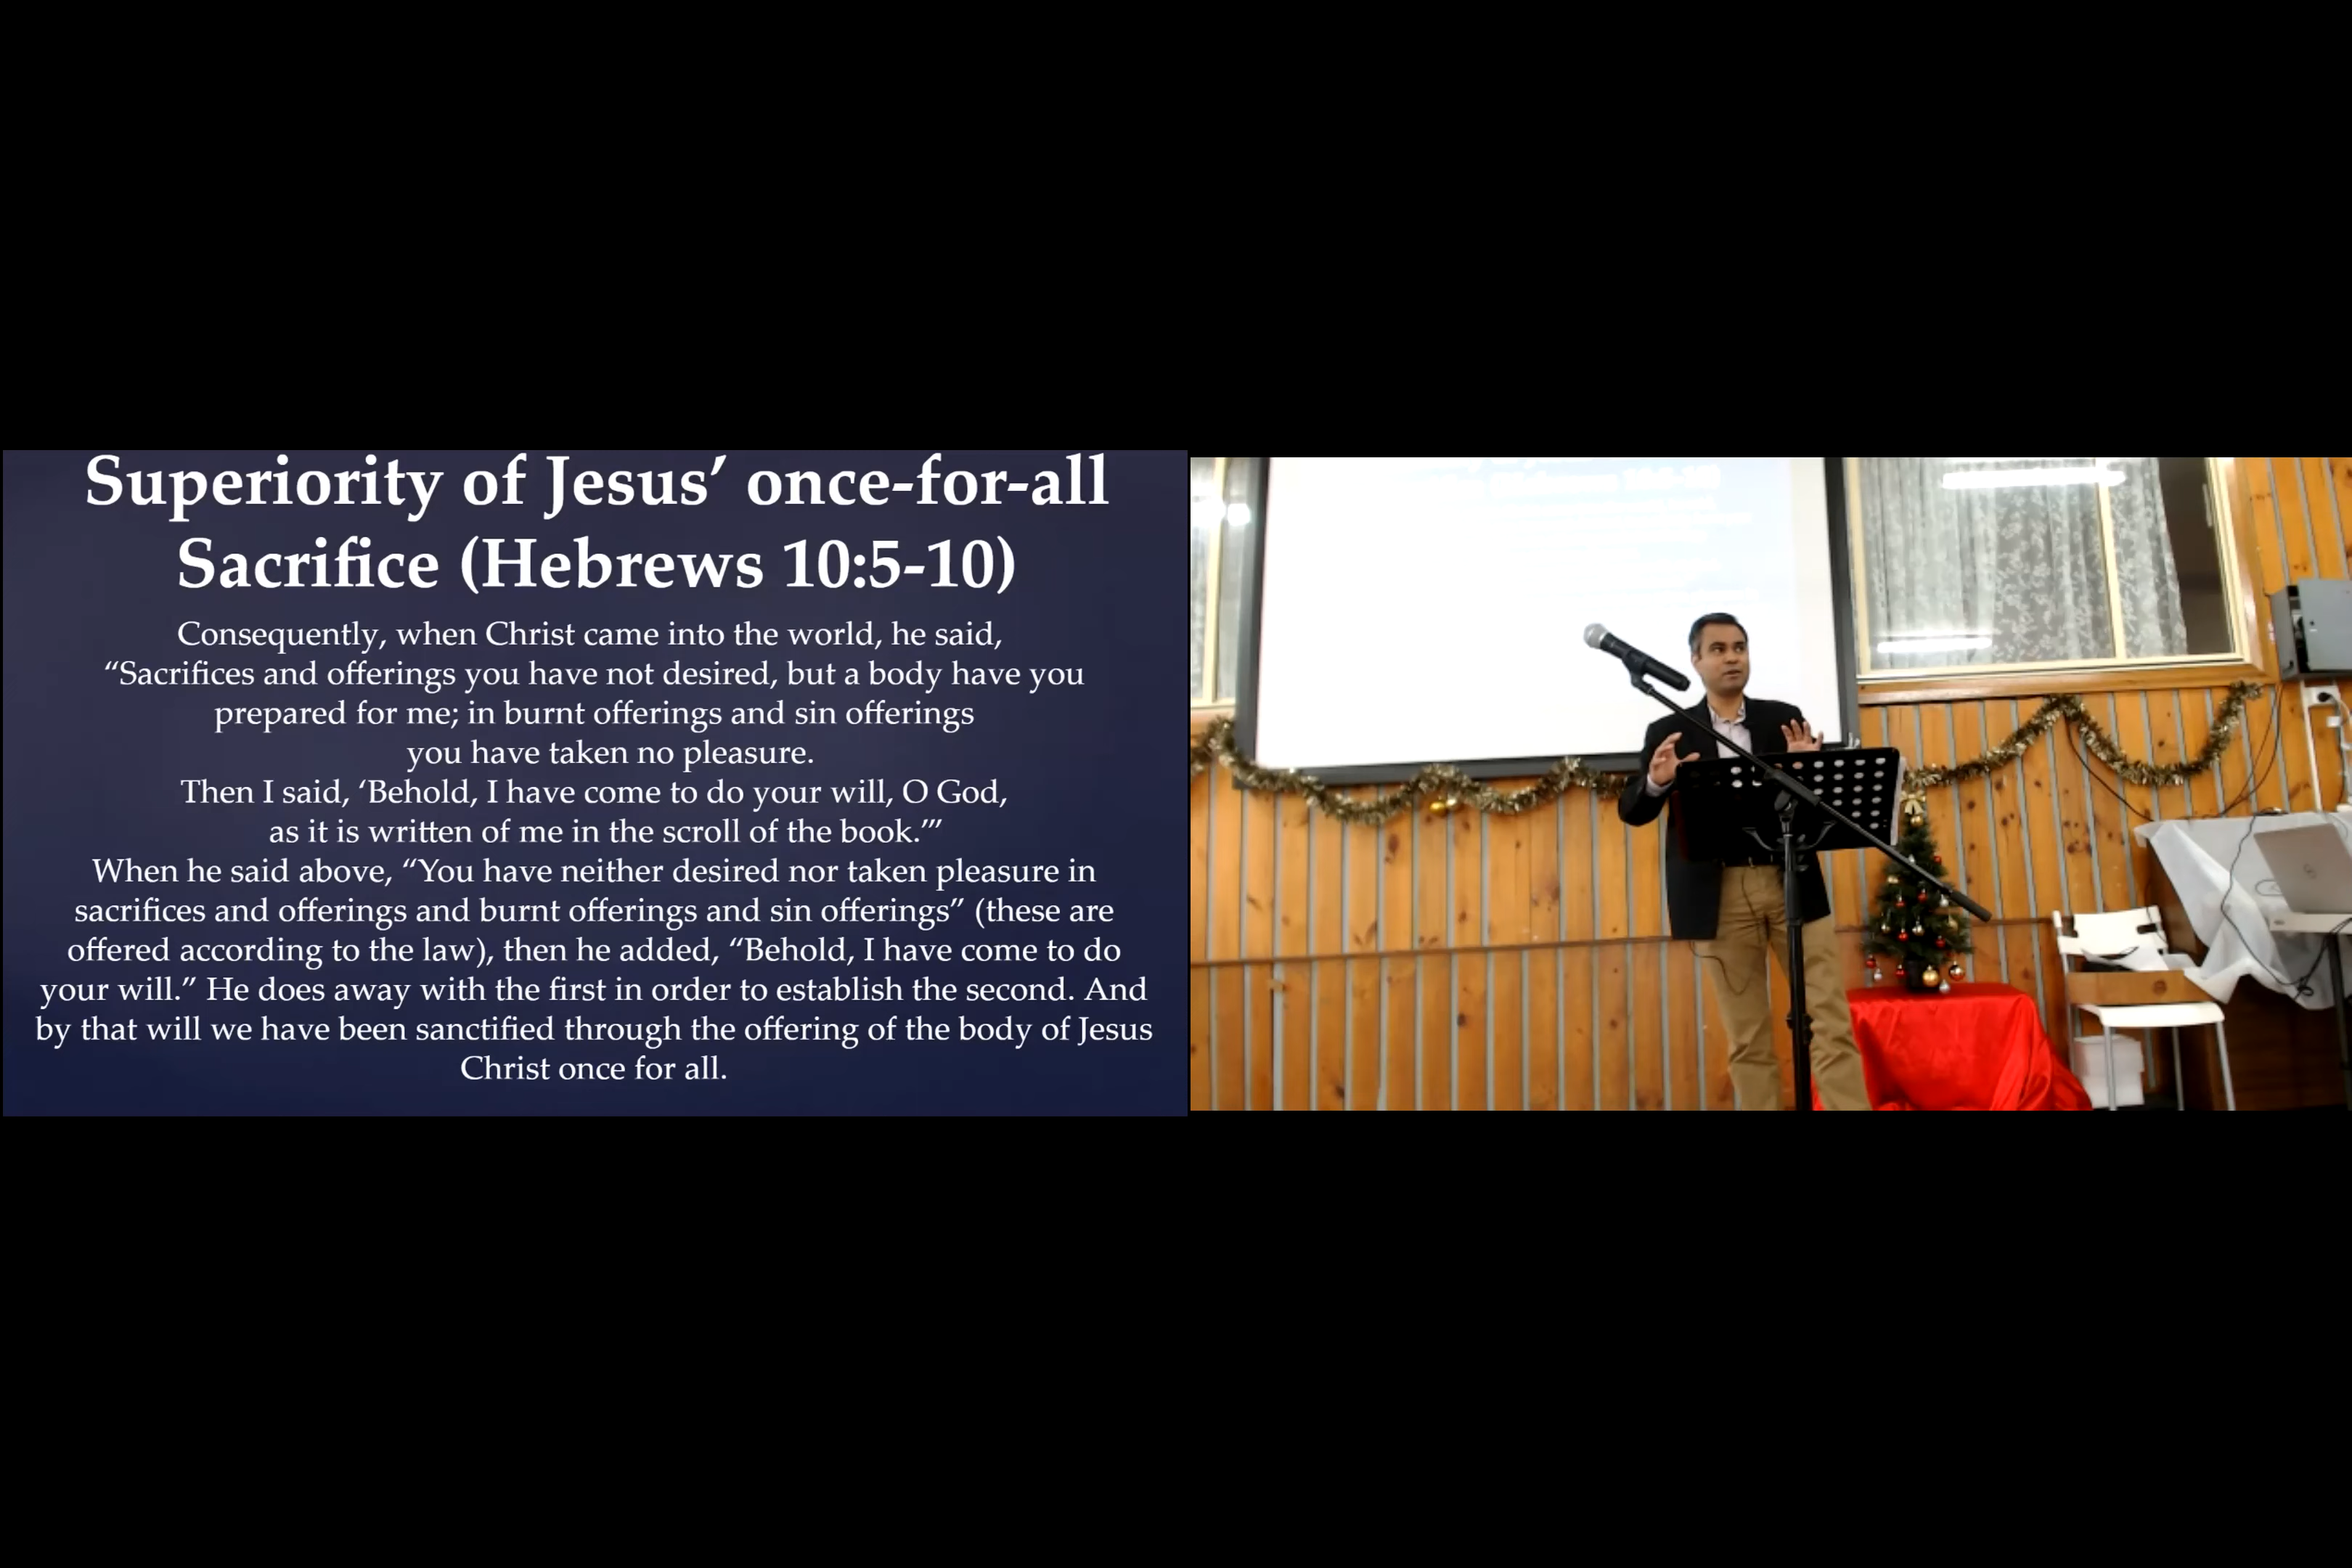 Superiority of Jesus’ once-for-all
Sacrifice (Hebrews 10:5-10)
Consequently, when Christ came into the world, he said,
“Sacrifices and offerings you have not desired, but a body have you
prepared for me; in burnt offerings and sin offerings
you have taken no pleasure.
Then I said, ‘Behold, I have come to do your will, O God,
as it is written of me in the scroll of the book.’”
When he said above, “You have neither desired nor taken pleasure in
sacrifices and offerings and burnt offerings and sin offerings” (these are
offered according to the law), then he added, “Behold, I have come to do
your will.” He does away with the first in order to establish the second. And
by that will we have been sanctified through the offering of the body of Jesus
Christ once for all.